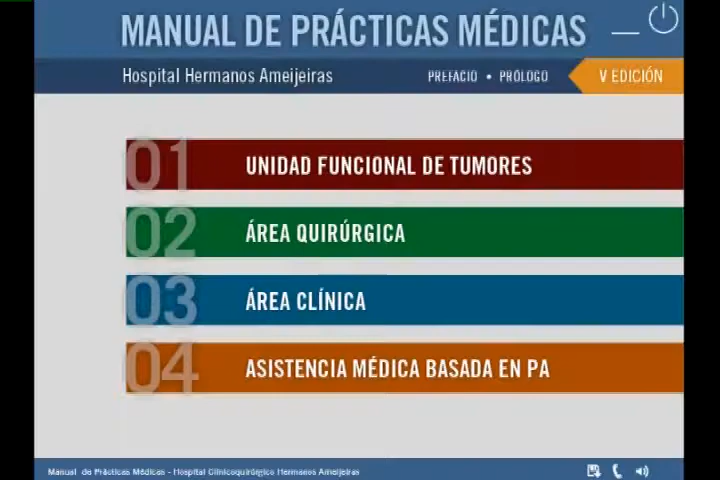 MANUAL DE PRÁCTICAS MÉDICAS
Hospital Hermanos Ameijeiras
PREFACIO • PRÓLOGO
V EDICIÓN
01 UNIDAD FUNCIONAL DE TUMORES
02 ÁREA QUIRÚRGICA
03 ÁREA CLÍNICA
04 ASISTENCIA MÉDICA BASADA EN PA
Manual de Prácticas Médicas - Hospital Clinicoquirúrgico Hermanos Ameijeiras